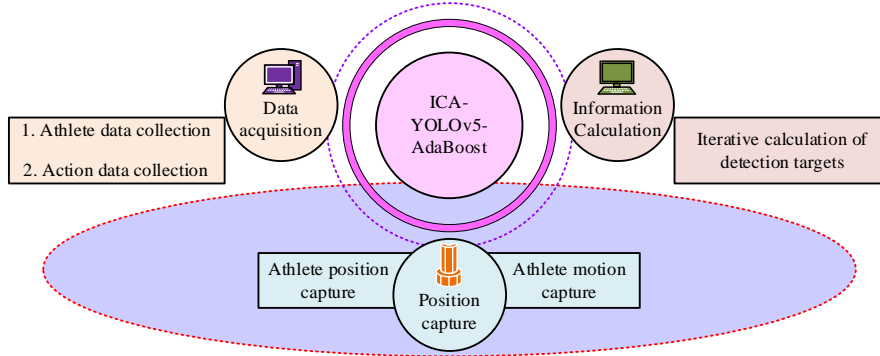 Data
acquisition
1. Athlete data collection
2. Action data collection
ICA-
YOLOv5-
AdaBoost
Information
Calculation
Iterative calculation of
detection targets
Athlete position
capture
Position
capture
Athlete motion
capture